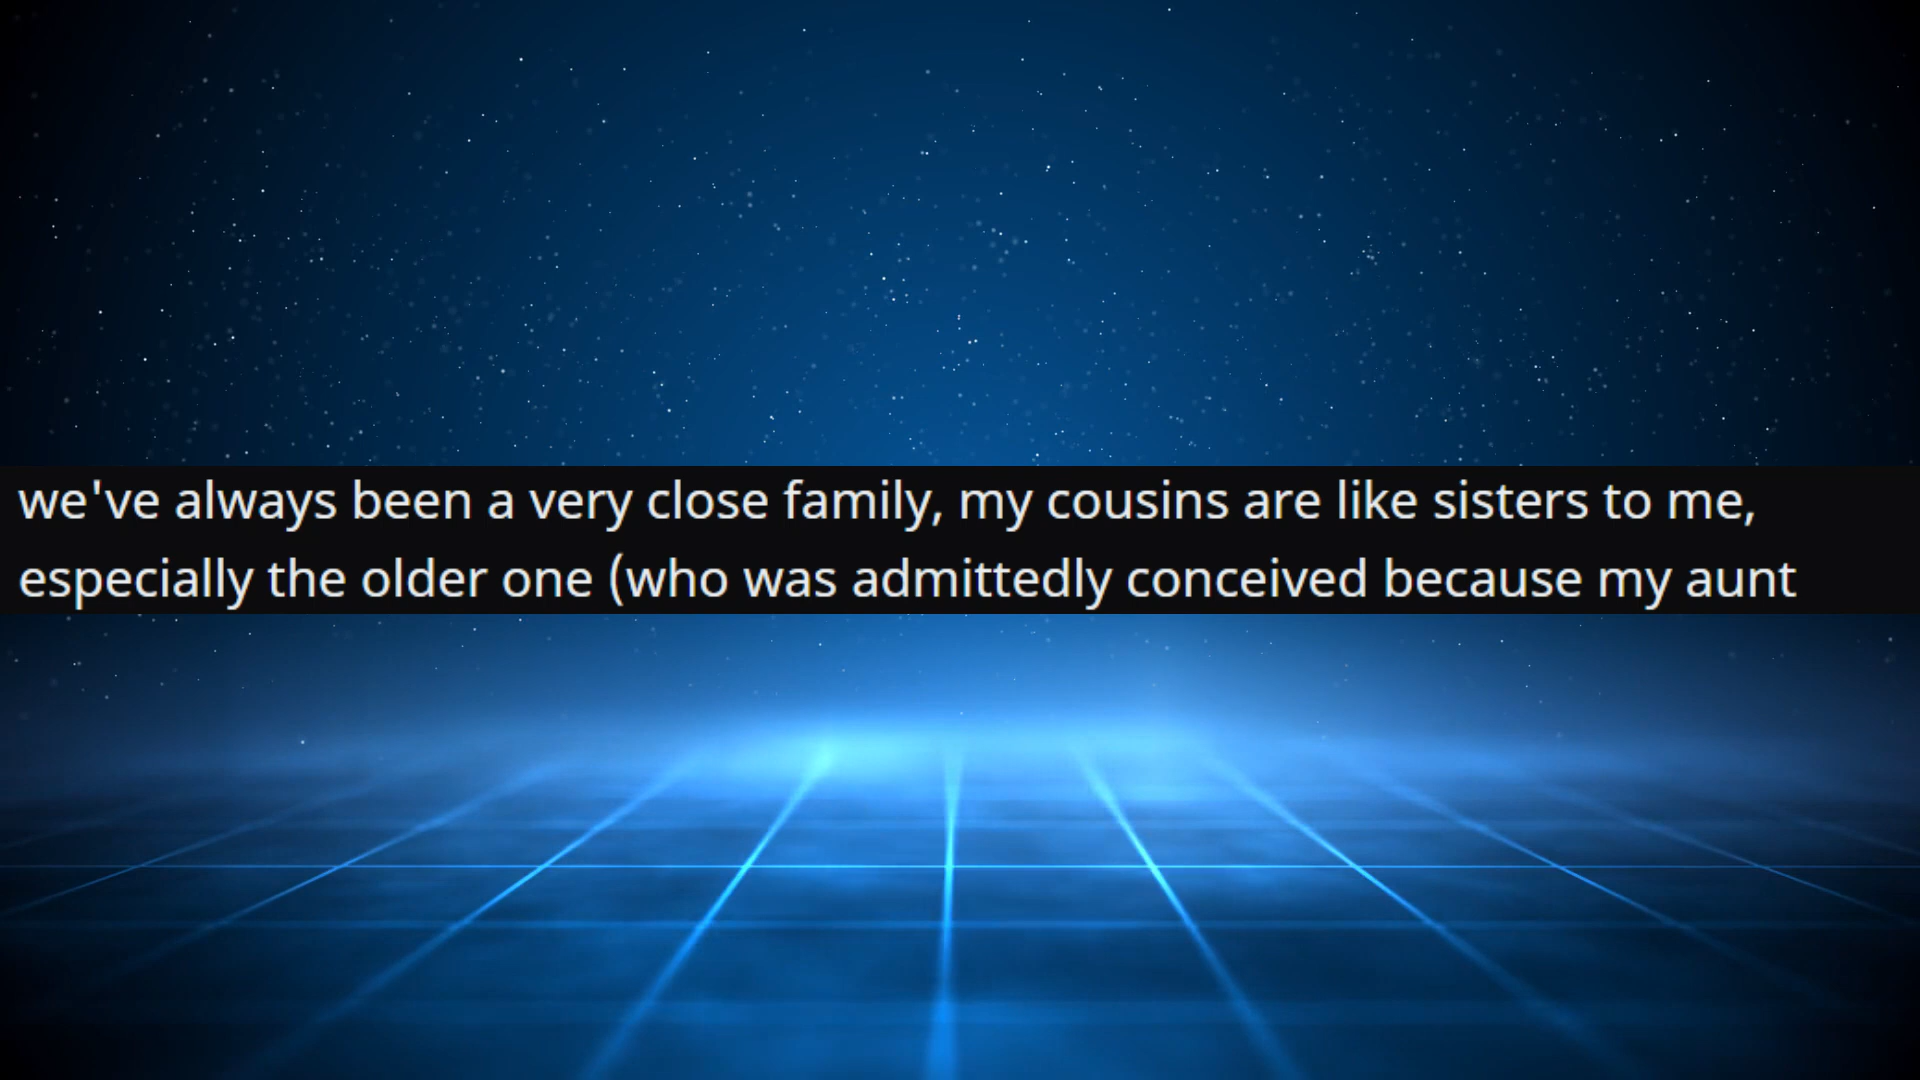 we've always been a very close family, my cousins are like sisters to me,
especially the older one (who was admittedly conceived because my aunt